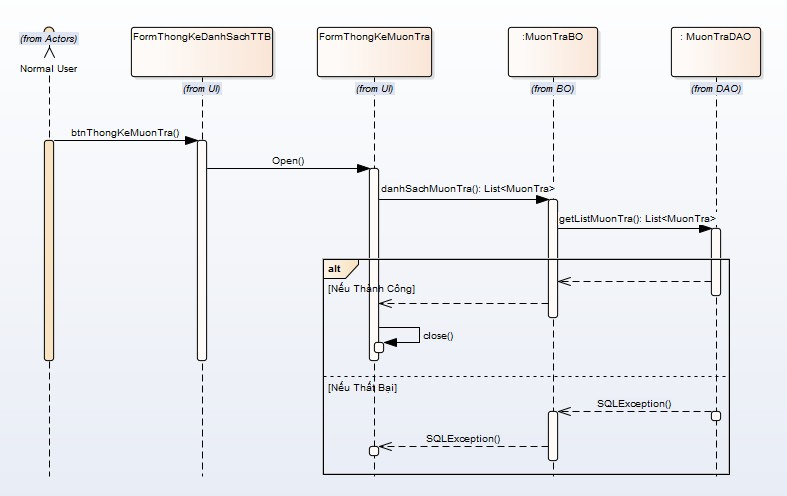 (from Actors)
Normal User
FormThongKeDanhSachTTB
(from UI)
FormThongKeMuonTra
(from UI)
:MuonTraBO
(from BO)
: MuonTraDAO
(from DAO)
btnThongKeMuonTra()
Open()
danhSachMuonTra(): List<MuonTra>
getListMuonTra(): List<MuonTra>
alt
[Nếu Thành Công]
close()
[Nếu Thất Bại]
SQLException()
SQLException()